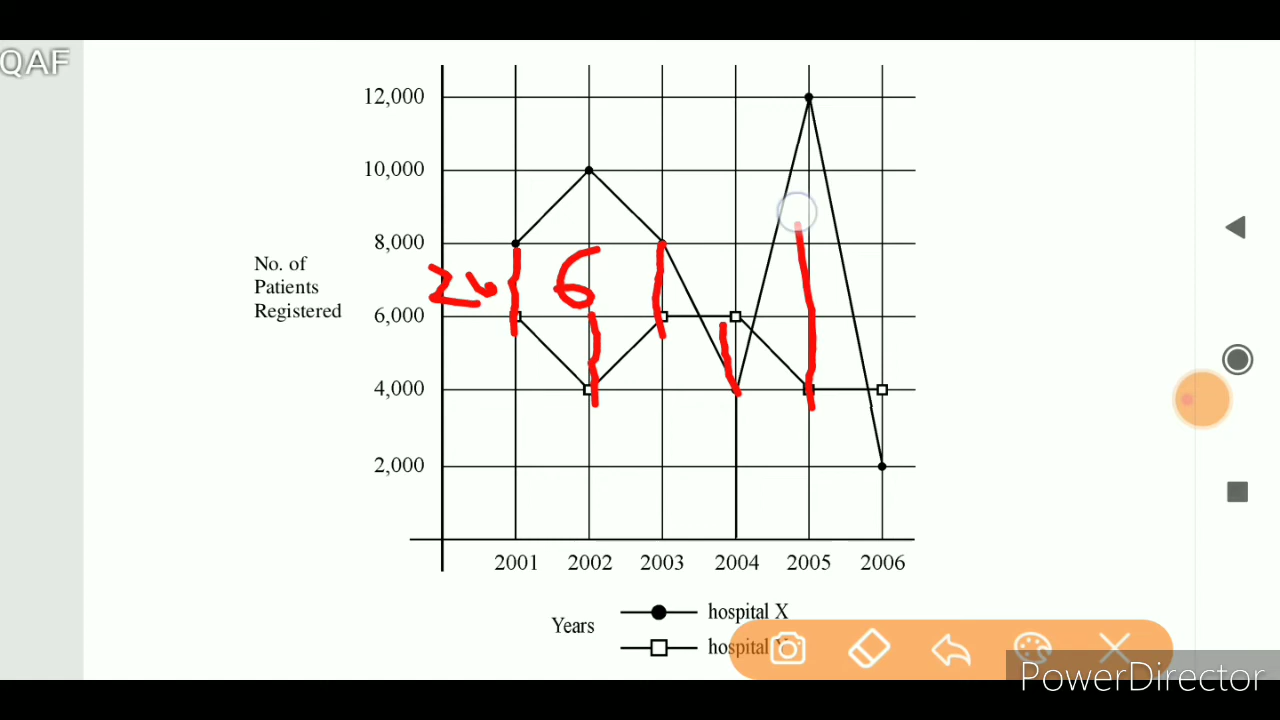 QAF
12,000
10,000
8,000
No. of
Patients
Registered
6,000
4,000
2,000
6
2001 2002 2003 2004 2005 2006
Years
hospital X
hospital
PowerDirector